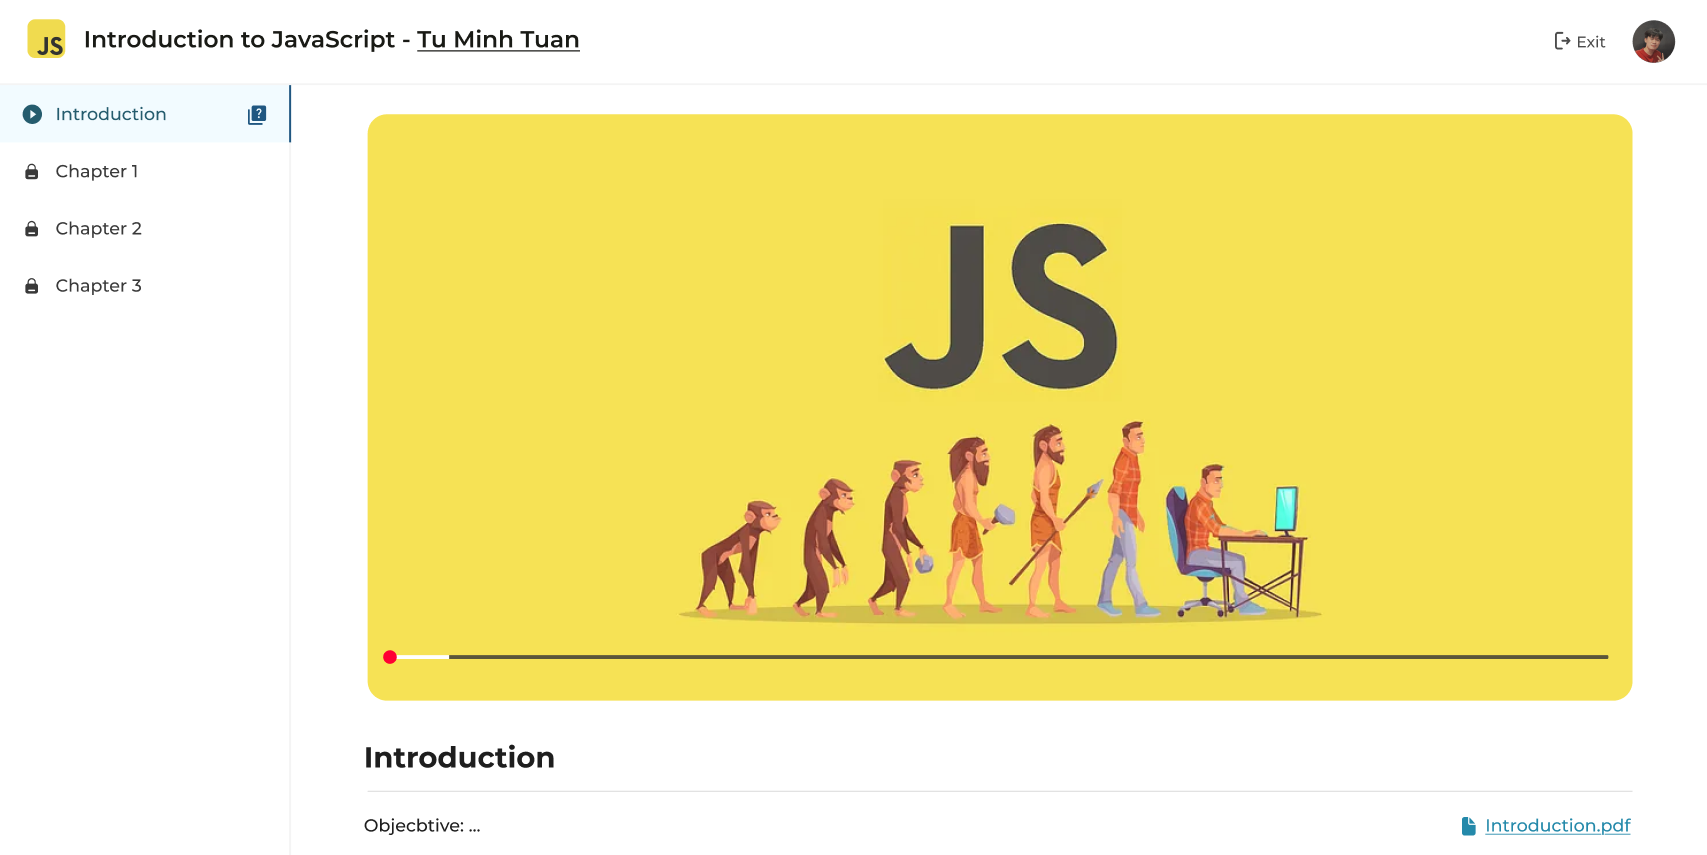 JS
Introduction to JavaScript - Tu Minh Tuan
Exit
Introduction
?
Chapter 1
Chapter 2
Chapter 3
JS
Introduction
Objecbtive: ...
Introduction.pdf